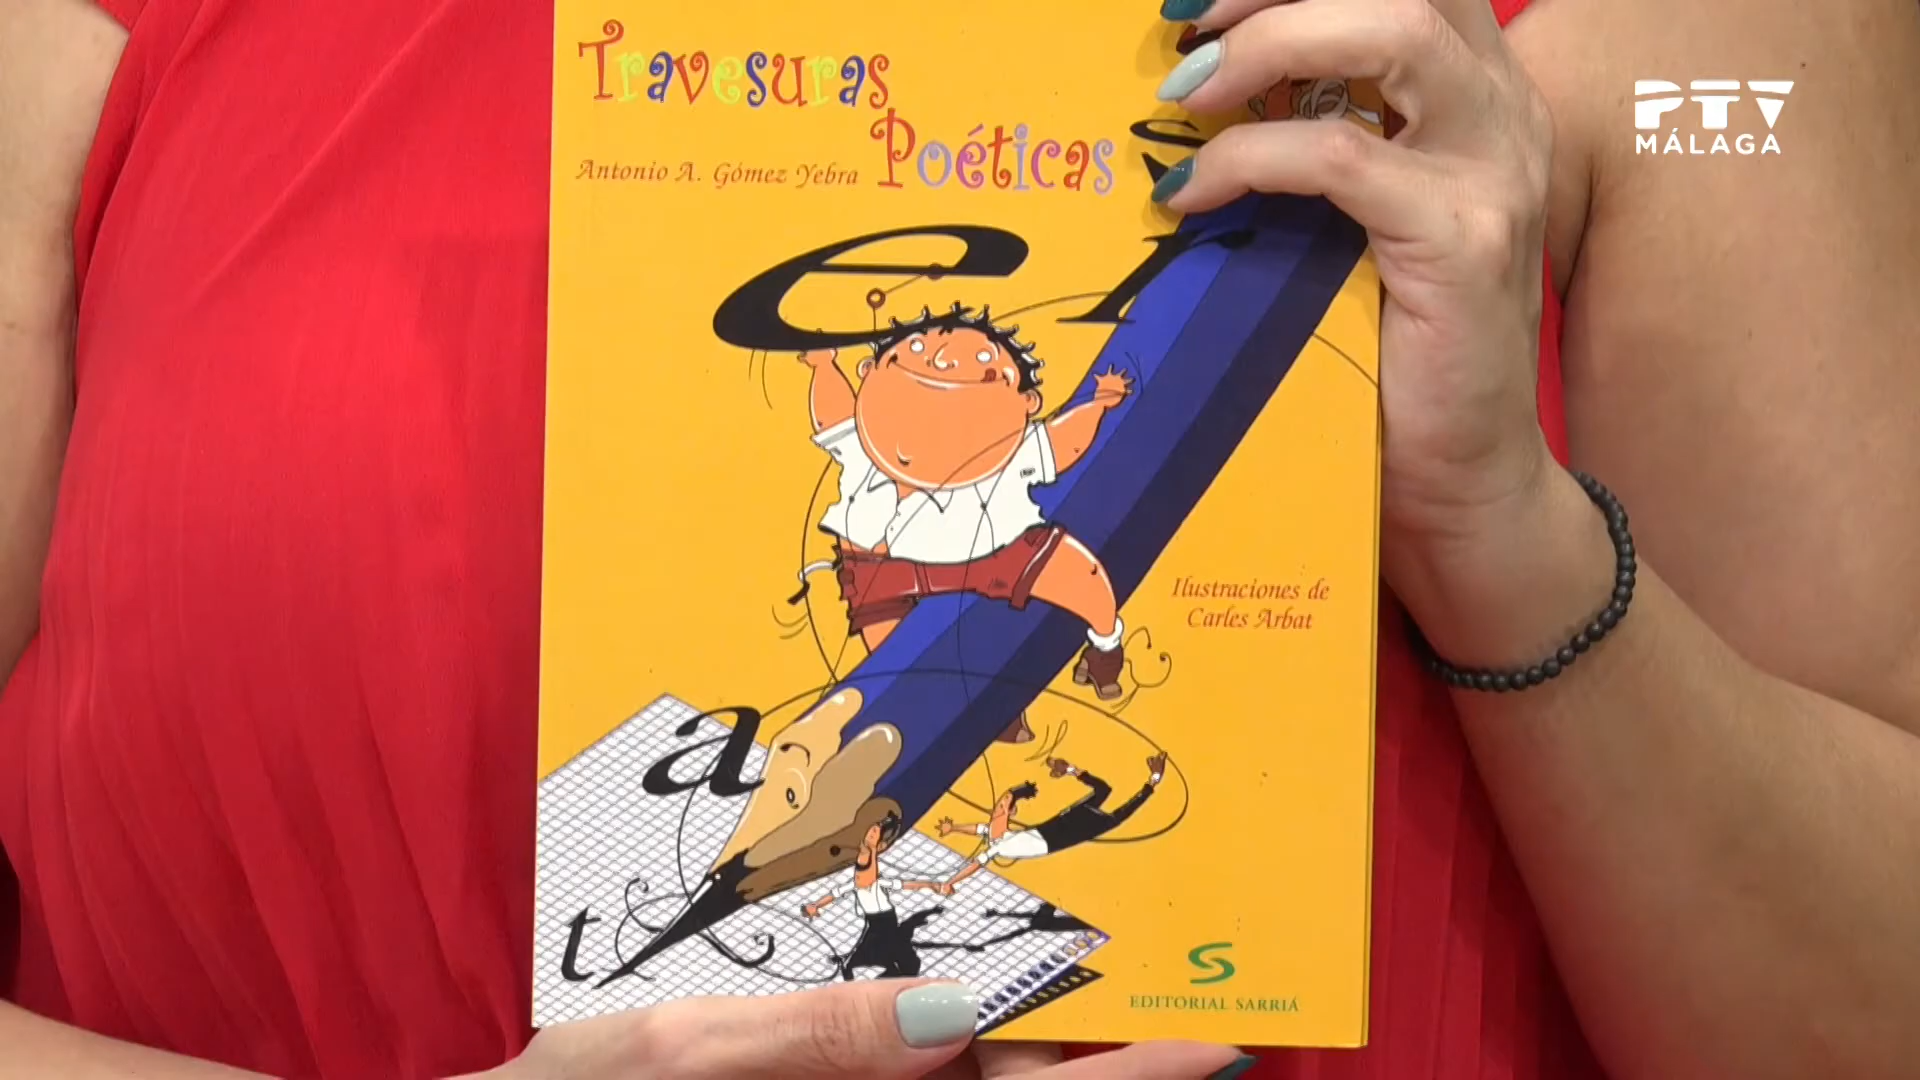 Travesuras
Poéticas
Antonio A. Gómez Yebra
PTV
MÁLAGA
s
e r
Ilustraciones de
Carles Arbat
a
t
EDITORIAL SARRIÁ